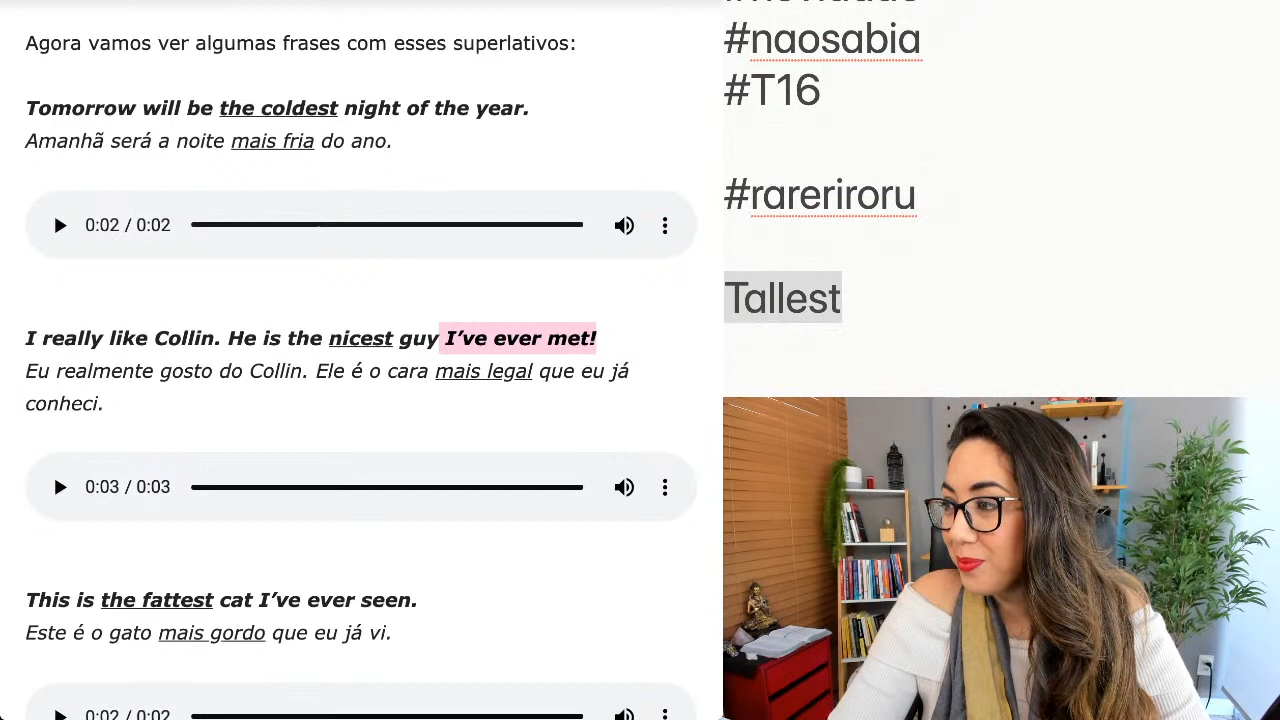 Agora vamos ver algumas frases com esses superlativos:
Tomorrow will be the coldest night of the year.
Amanhã será a noite mais fria do ano.
0:02 / 0:02
I really like Collin. He is the nicest guy I’ve ever met!
Eu realmente gosto do Collin. Ele é o cara mais legal que eu já
conheci.
0:03 / 0:03
This is the fattest cat I’ve ever seen.
Este é o gato mais gordo que eu já vi.
0:02 / 0:02
#naosabia
#T16
#rareriroru
Tallest